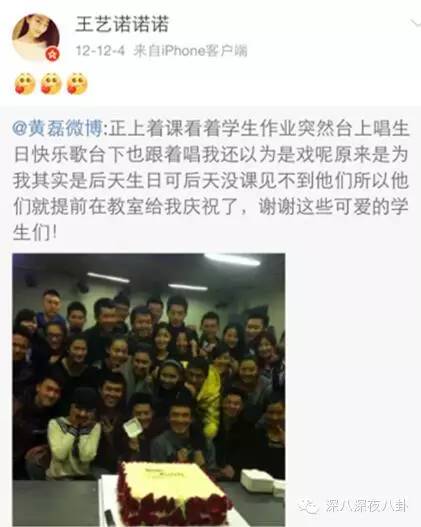 王艺诺诺诺
12-12-4 来自iPhone客户端
@黄磊微博:正上着课看着学生作业突然台上唱生
日快乐歌台下也跟着唱我还以为是戏呢原来是为
我其实是后天生日可后天没课见不到他们所以他
们就提前在教室给我庆祝了，谢谢这些可爱的学
生们！
深八深夜八卦